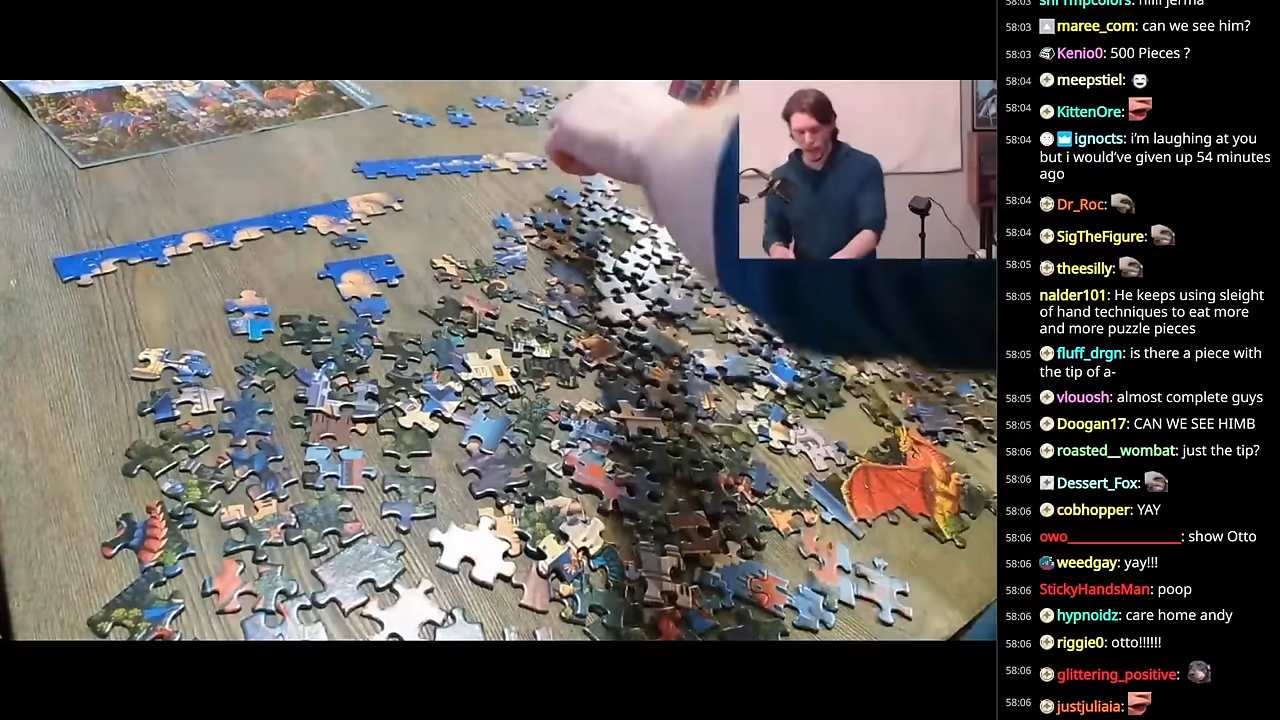 58:03 shrimpcolors: hiiii jerma
58:03 maree_com: can we see him?
58:03 Kenio0: 500 Pieces ?
58:04 meepstiel:
58:04 KittenOre:
58:04 ignocts: i'm laughing at you
but i would've given up 54 minutes
ago
58:04 Dr_Roc:
58:04 SigTheFigure:
58:05 theesilly:
58:05 nalder101: He keeps using sleight
of hand techniques to eat more
and more puzzle pieces
58:05 fluff_drgn: is there a piece with
the tip of a-
58:05 vlouosh: almost complete guys
58:05 Doogan17: CAN WE SEE HIMB
58:06 roasted__wombat: just the tip?
58:06 Dessert_Fox:
58:06 cobhopper: YAY
58:06 owo________________: show Otto
58:06 weedgay: yay!!!
58:06 StickyHandsMan: poop
58:06 hypnoidz: care home andy
58:06 riggie0: otto!!!!!!
58:06 glittering_positive:
58:06 justjuliaia: